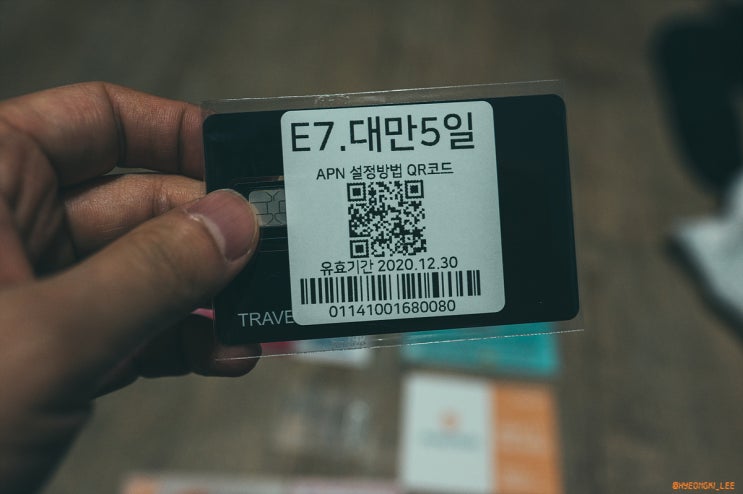 E7.대만5일
APN 설정방법 QR코드
유효기간 2020.12.30
01141001680080
TRAVE
@HYEONGKI_LEE